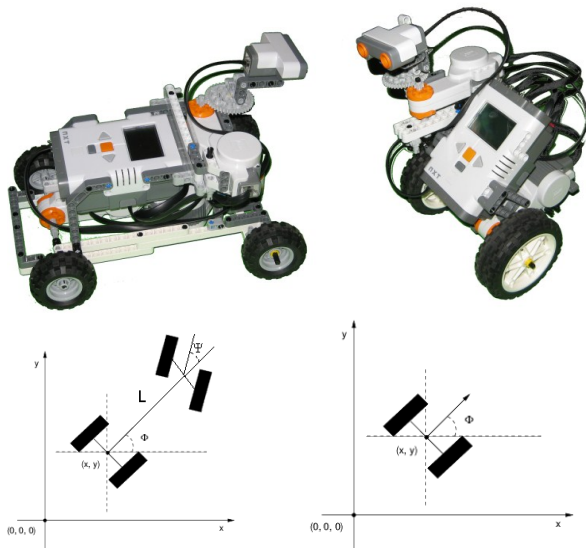 NXT
NXT
y
Ψ
L
Φ
(x, y)
(0, 0, 0)
x
y
Φ
(x, y)
(0, 0, 0)
x